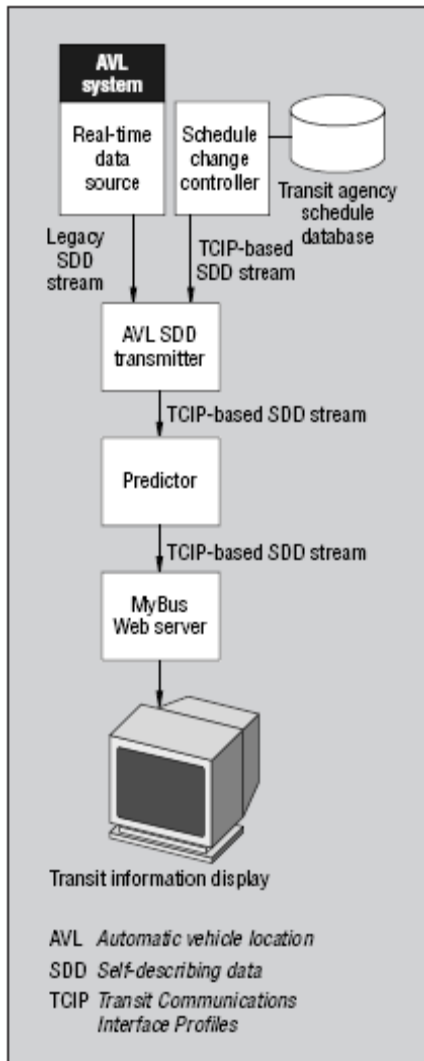 AVL
system
Real-time
data
source
Schedule
change
controller
Transit agency
schedule
database
Legacy
SDD
stream
TCIP-based
SDD stream
AVL SDD
transmitter
TCIP-based SDD stream
Predictor
TCIP-based SDD stream
MyBus
Web server
Transit information display
AVL Automatic vehicle location
SDD Self-describing data
TCIP Transit Communications
Interface Profiles